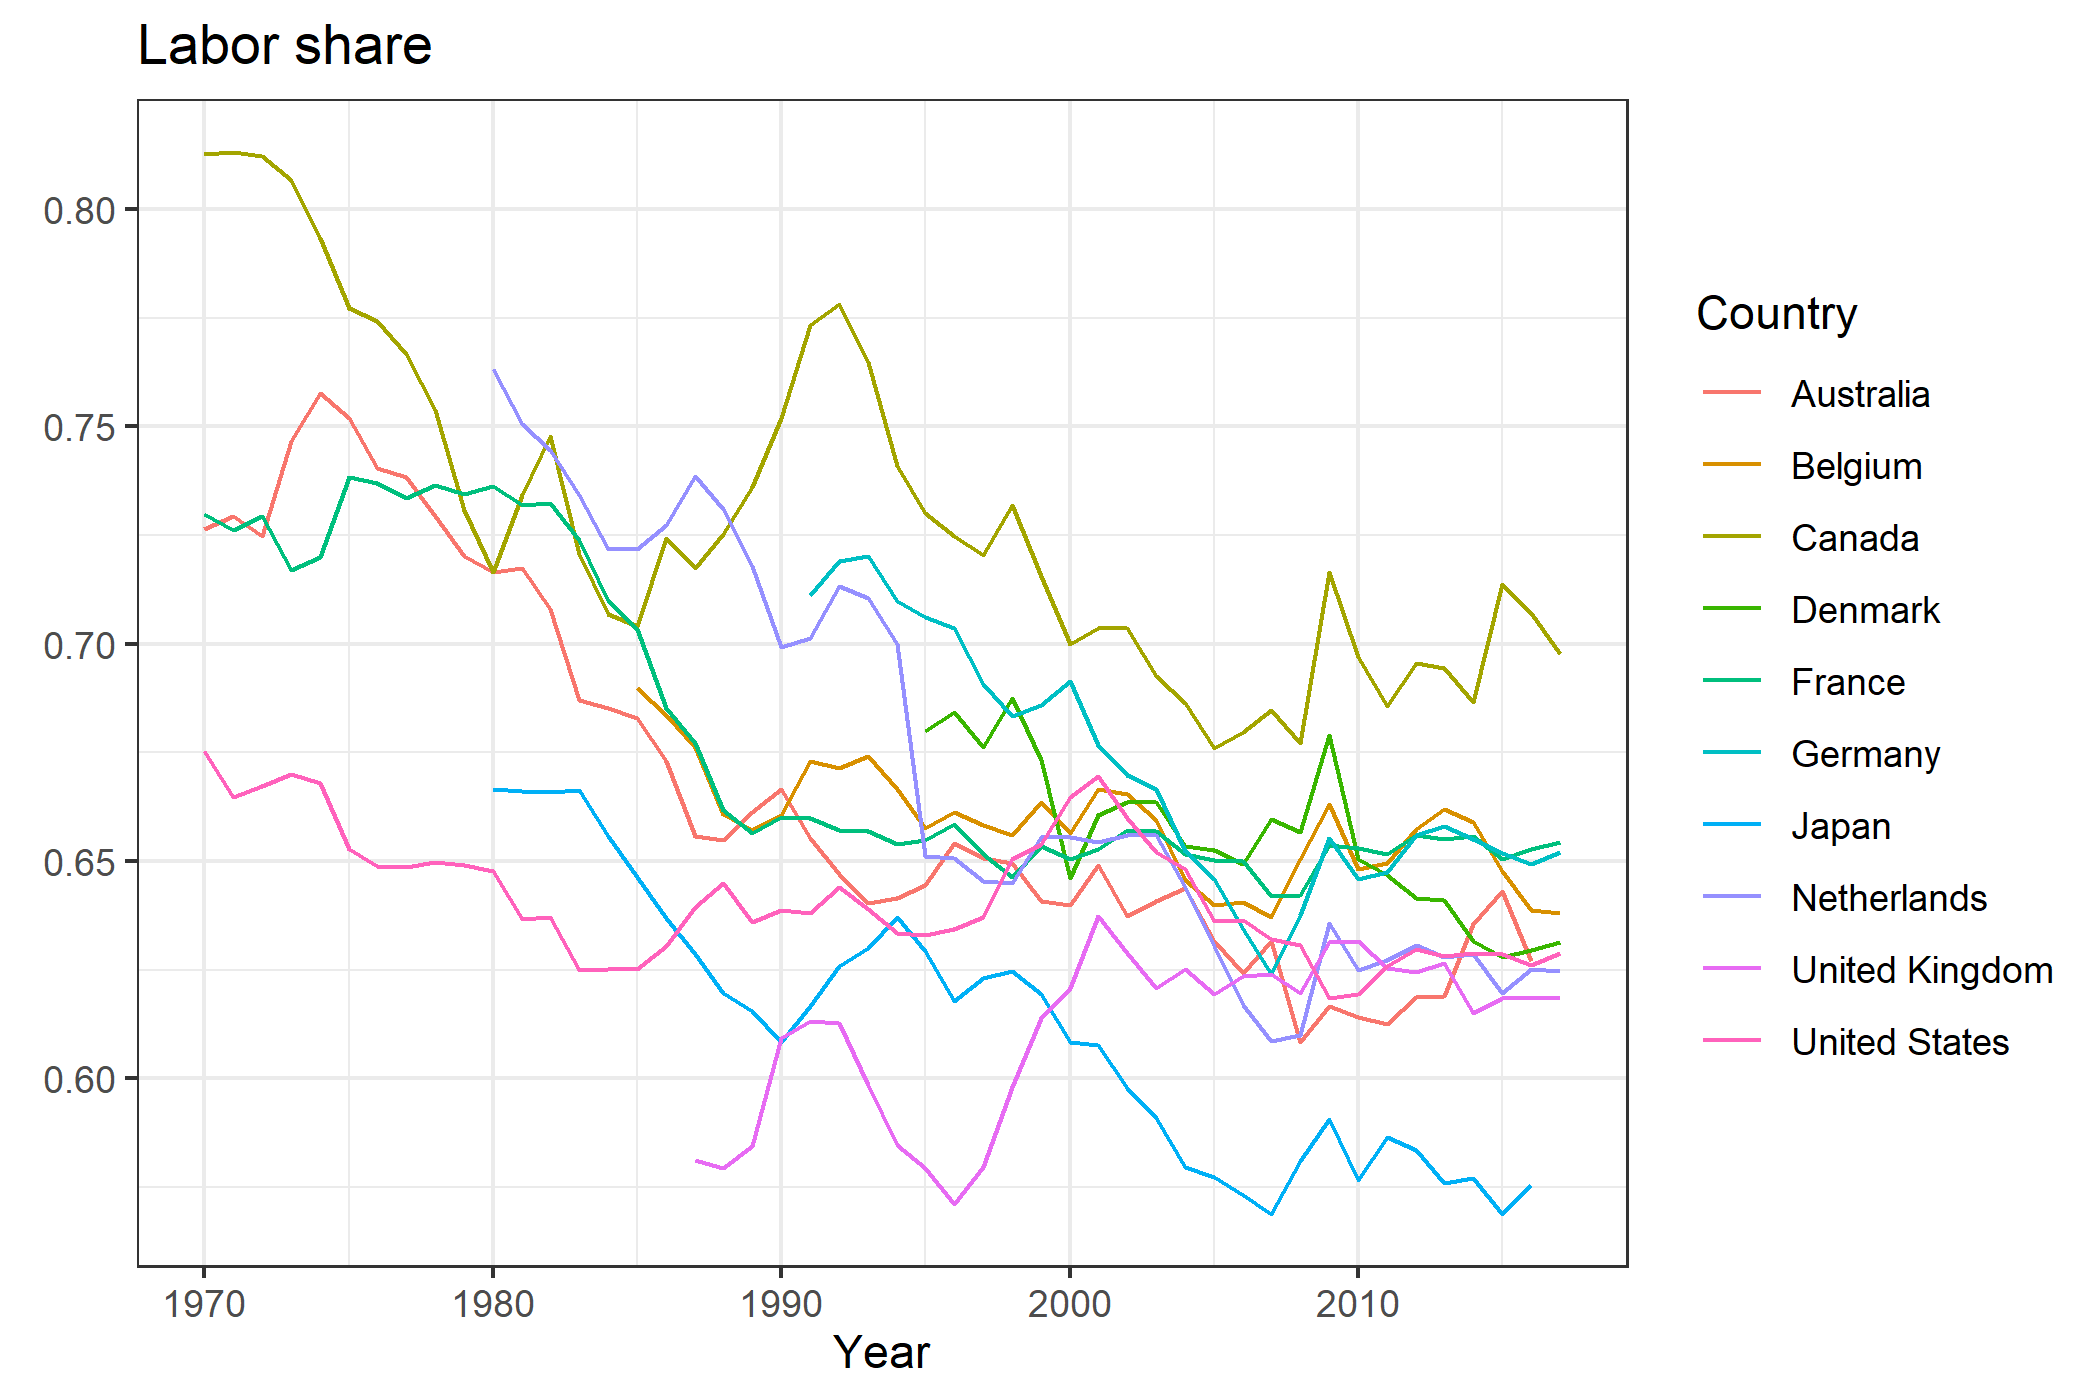 Labor share
0.80
0.75
0.70
0.65
0.60
1970 1980 1990 2000 2010
Year
Country
Australia
Belgium
Canada
Denmark
France
Germany
Japan
Netherlands
United Kingdom
United States